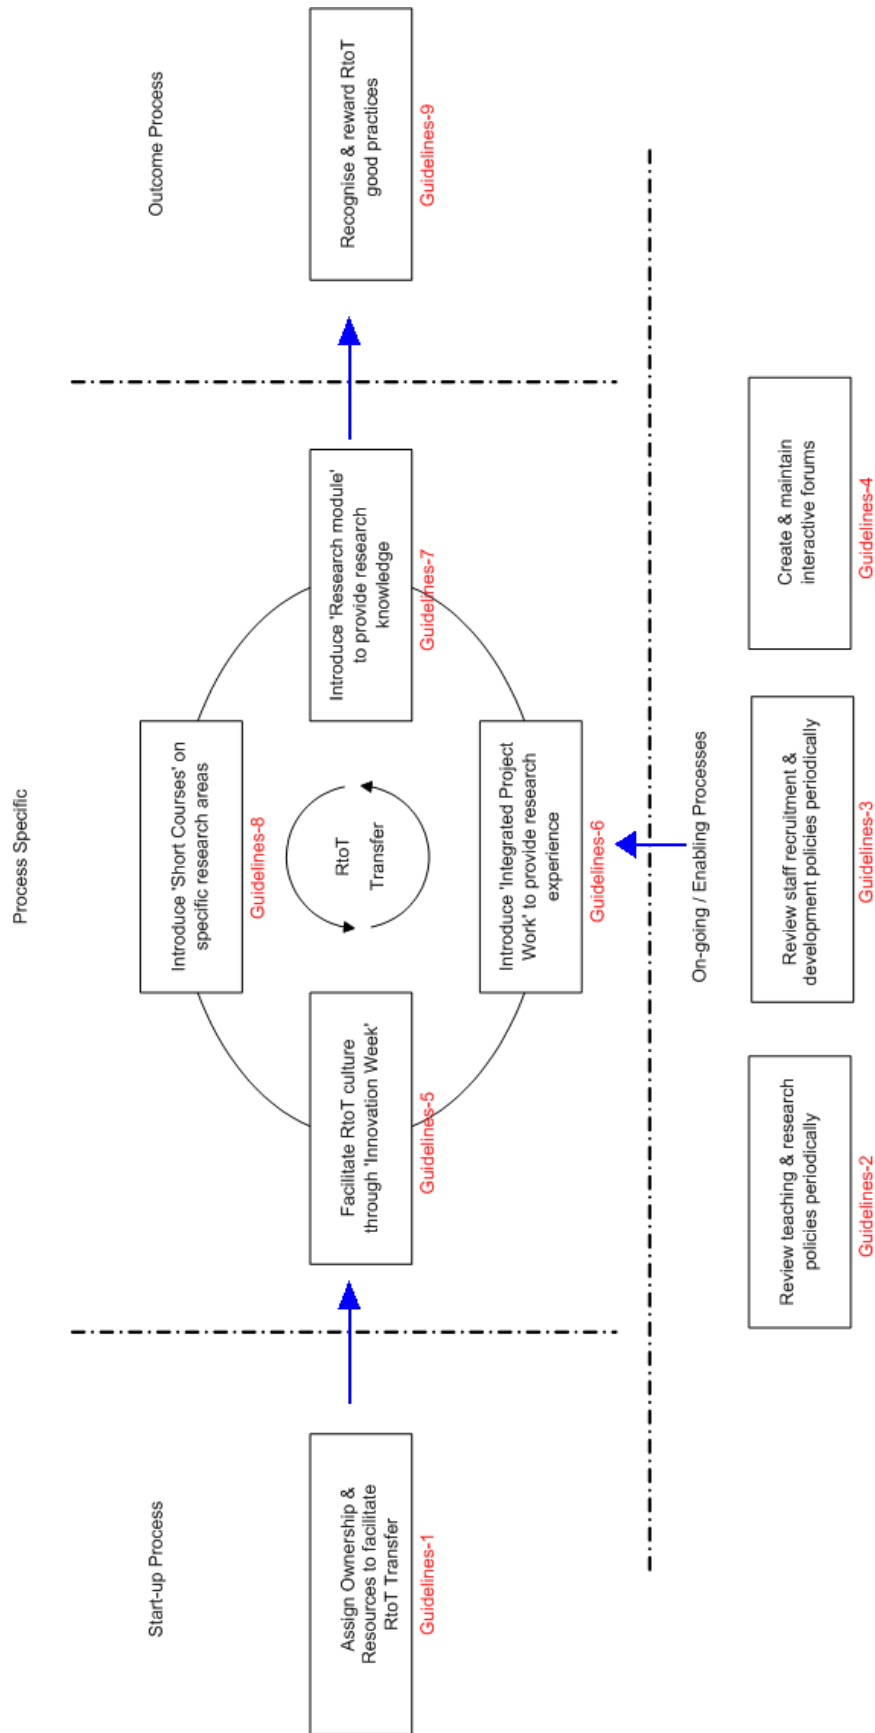 Process Specific
Start-up Process
Outcome Process
Assign Ownership &
Resources to facilitate
RtoT Transfer
Guidelines-1
Facilitate RtoT culture
through 'Innovation Week'
Guidelines-5
Introduce 'Short Courses' on
specific research areas
Guidelines-8
RtoT
Transfer
Introduce 'Integrated Project
Work' to provide research
experience
Guidelines-6
Introduce 'Research module'
to provide research
knowledge
Guidelines-7
Recognise & reward RtoT
good practices
Guidelines-9
On-going / Enabling Processes
Review teaching & research
policies periodically
Guidelines-2
Review staff recruitment &
development policies periodically
Guidelines-3
Create & maintain
interactive forums
Guidelines-4